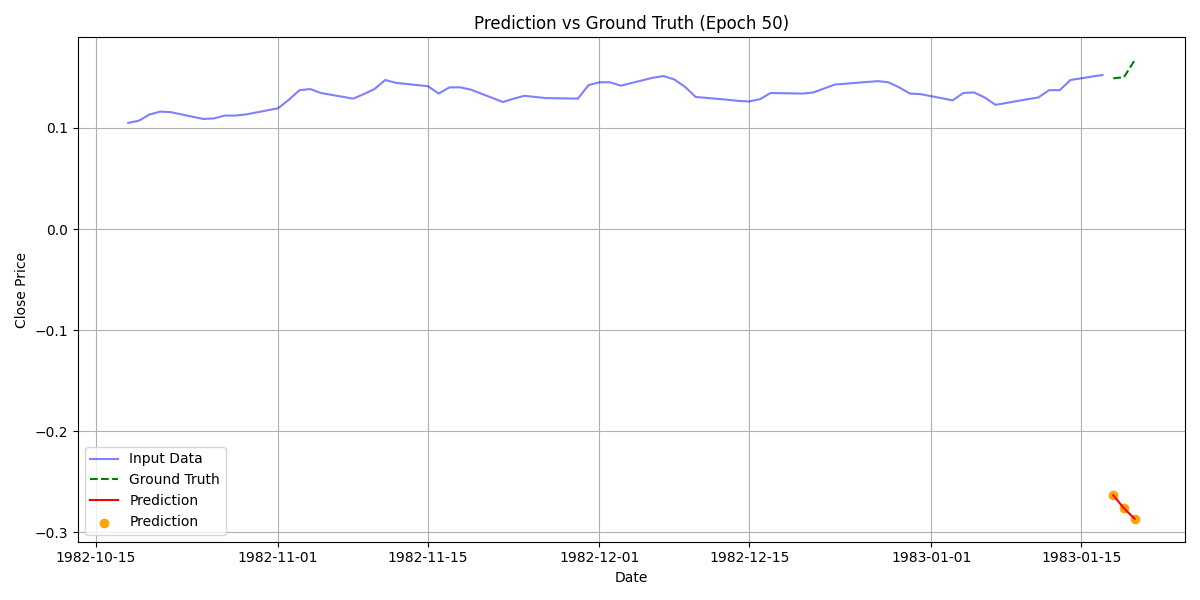 Prediction vs Ground Truth (Epoch 50)
Close Price
0.1
0.0
−0.1
−0.2
−0.3
Input Data
Ground Truth
Prediction
Prediction
1982-10-15
1982-11-01
1982-11-15
1982-12-01
1982-12-15
1983-01-01
1983-01-15
Date